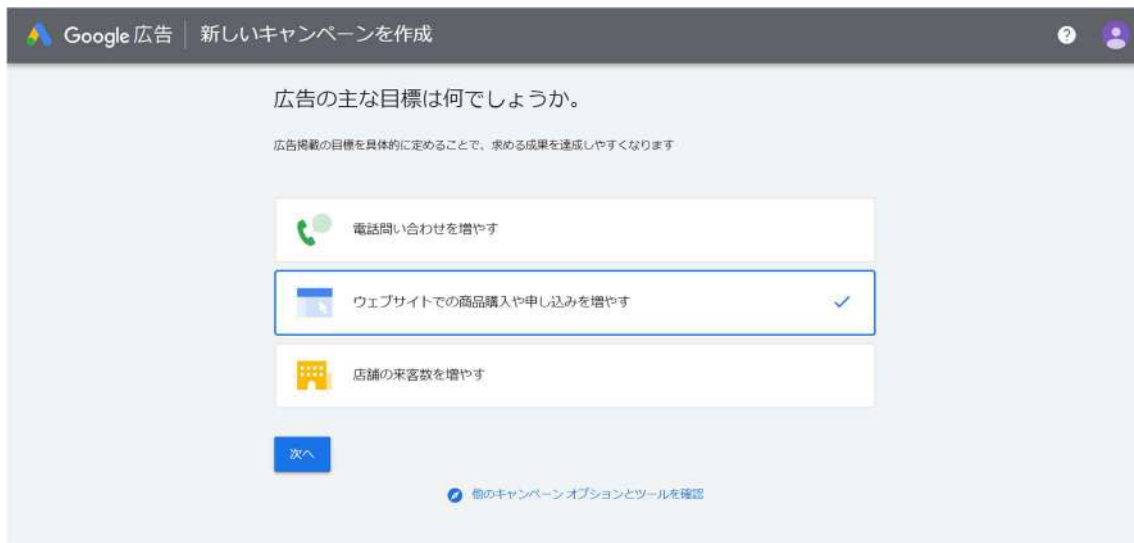 Google 広告 新しいキャンペーンを作成
広告の主な目標は何でしょうか。
広告掲載の目標を具体的に定めることで、求める成果を達成しやすくなります
電話問い合わせを増やす
ウェブサイトでの商品購入や申し込みを増やす
店舗の来客数を増やす
次へ
他のキャンペーン オプションとツールを確認